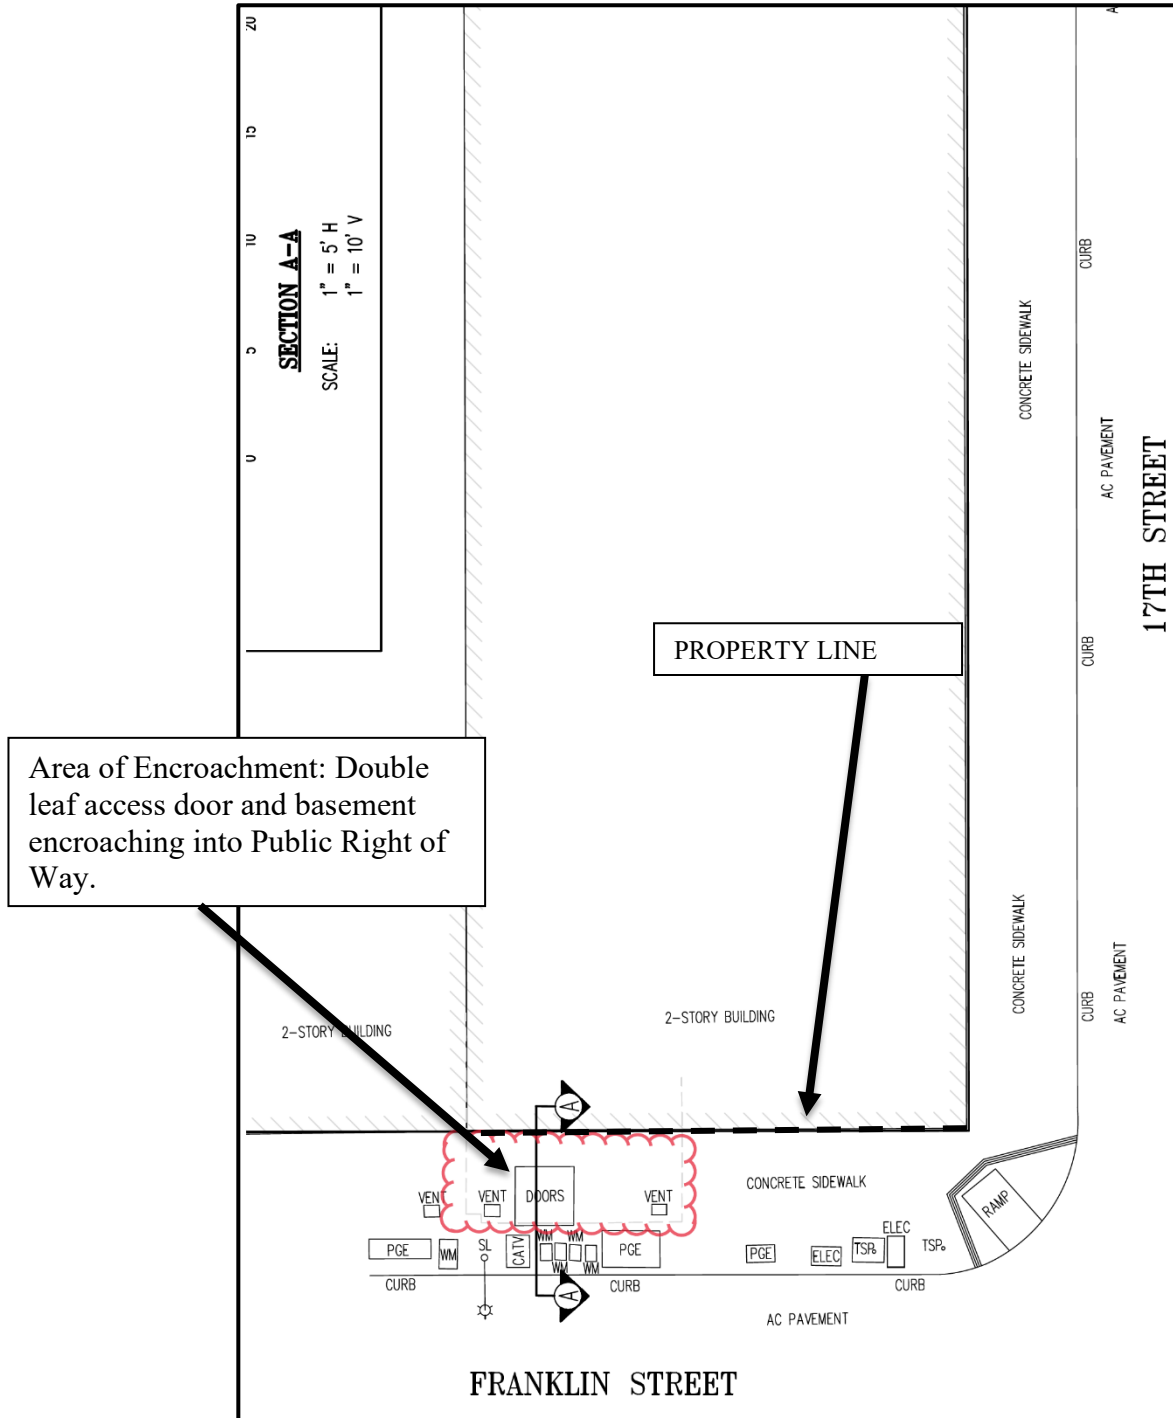 20
15
10
5
0
SECTION A-A
SCALE: 1" = 5' H
1" = 10' V
CURB
CONCRETE SIDEWALK
AC PAVEMENT
17TH STREET
PROPERTY LINE
CURB
Area of Encroachment: Double
leaf access door and basement
encroaching into Public Right of
Way.
CONCRETE SIDEWALK
CURB
AC PAVEMENT
2-STORY BUILDING
2-STORY BUILDING
A
VENT
VENT
DOORS
VENT
CONCRETE SIDEWALK
RAMP
PGE
WM
SL
CATV
WM
WM
WM
WM
PGE
PGE
ELEC
TSP
ELEC
TSP
CURB
A
CURB
CURB
AC PAVEMENT
FRANKLIN STREET